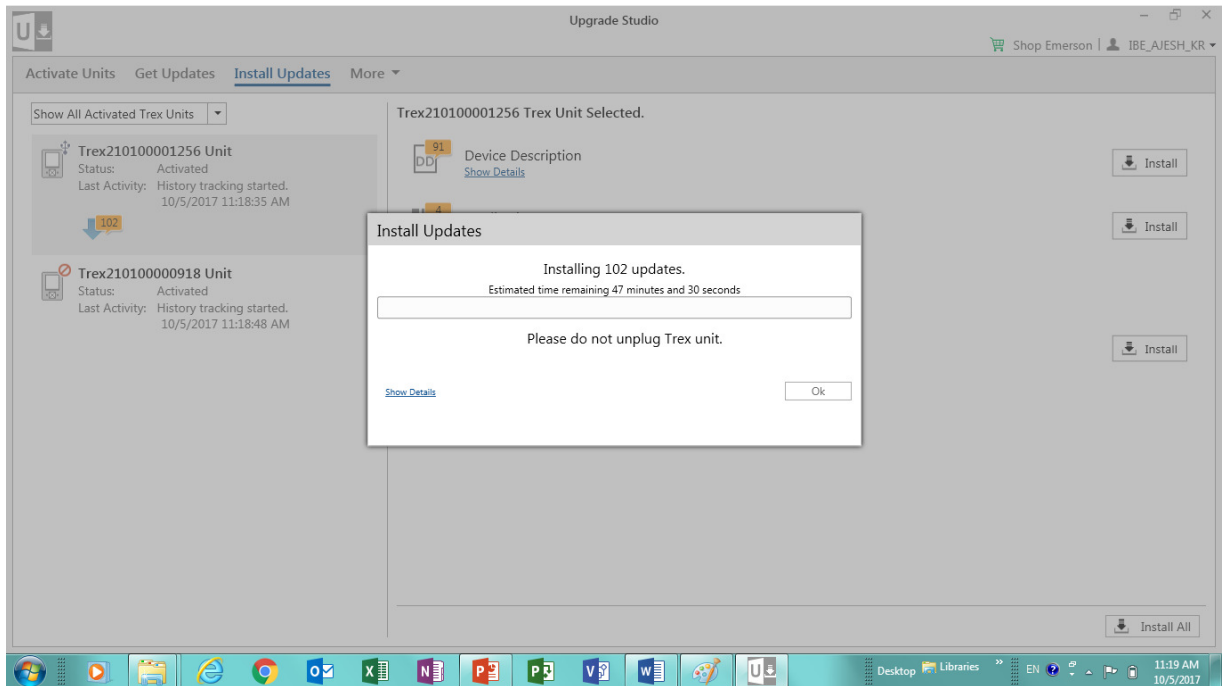 Upgrade Studio
Shop Emerson | IBE_AJESH_KR
Activate Units Get Updates Install Updates More
Show All Activated Trex Units
Trex210100001256 Unit
Status: Activated
Last Activity: History tracking started.
10/5/2017 11:18:35 AM
102
Trex210100000918 Unit
Status: Activated
Last Activity: History tracking started.
10/5/2017 11:18:48 AM
Trex210100001256 Trex Unit Selected.
91
DD
Device Description
Show Details
Install
4
Install
Install
Install Updates
Installing 102 updates.
Estimated time remaining 47 minutes and 30 seconds
Please do not unplug Trex unit.
Show Details
Ok
Install All
Desktop Libraries » EN 11:19 AM
10/5/2017